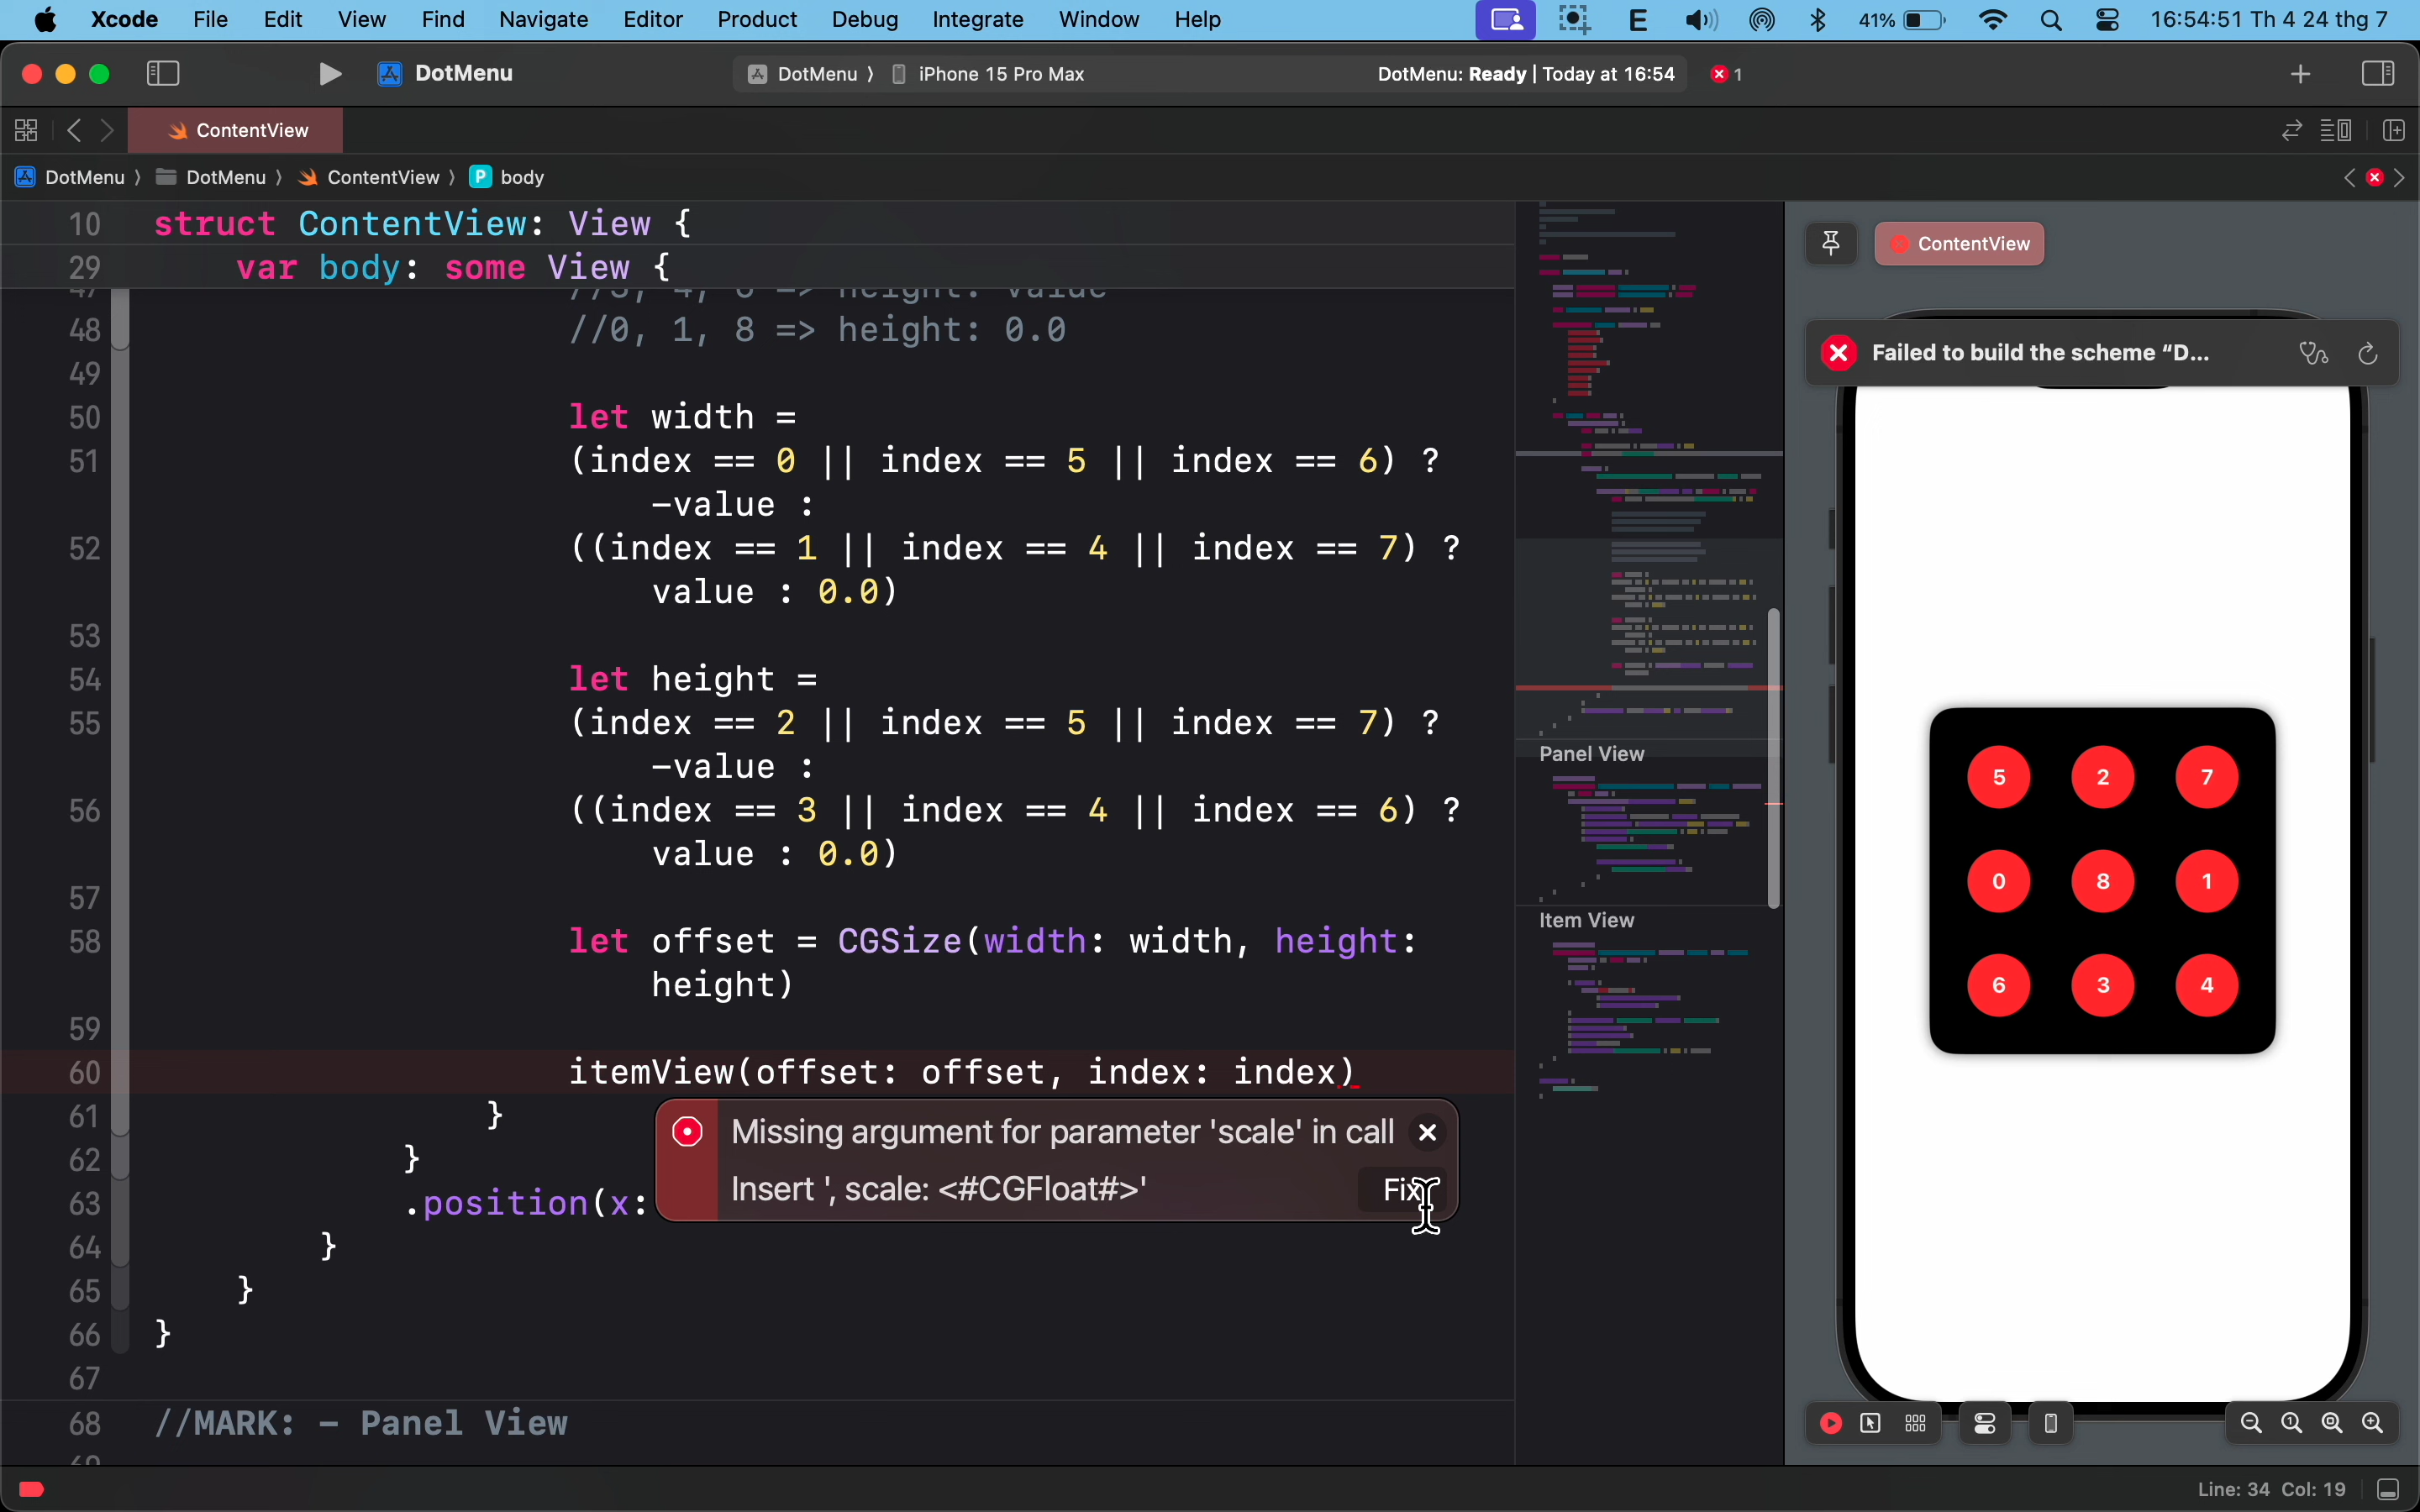 Xcode File Edit View Find Navigate Editor Product Debug Integrate Window Help E 41% 16:54:51 Th 4 24 thg 7
DotMenu DotMenu ⟩ iPhone 15 Pro Max DotMenu: Ready | Today at 16:54 1
ContentView
DotMenu ⟩ DotMenu ⟩ ContentView ⟩ P body
10 struct ContentView: View {
29 var body: some View {
48 //0, 1, 8 => height: 0.0
49
50 let width =
51 (index == 0 || index == 5 || index == 6) ?
-value :
52 ((index == 1 || index == 4 || index == 7) ?
value : 0.0)
53
54 let height =
55 (index == 2 || index == 5 || index == 7) ?
-value :
56 ((index == 3 || index == 4 || index == 6) ?
value : 0.0)
57
58 let offset = CGSize(width: width, height:
height)
59
60 itemView(offset: offset, index: index)
61 }
Missing argument for parameter 'scale' in call
62 }
Insert ', scale: <#CGFloat#>' Fix
63 .position(x:
64 }
65 }
66 }
67
68 //MARK: - Panel View
Panel View
Item View
ContentView
Failed to build the scheme “D...
5 2 7
0 8 1
6 3 4
Line: 34 Col: 19